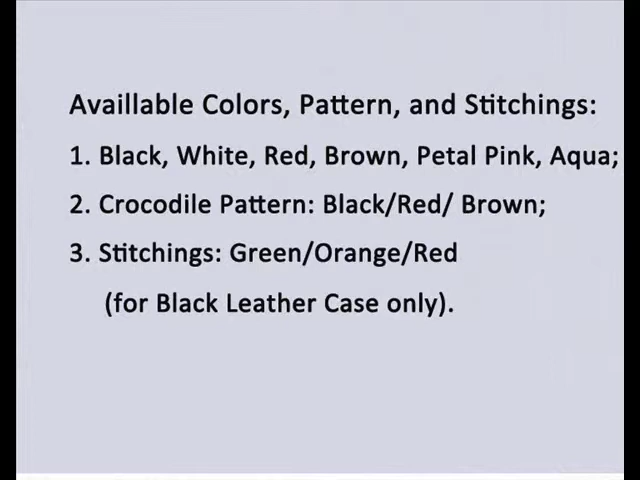 Availlable Colors, Pattern, and Stitchings:
1. Black, White, Red, Brown, Petal Pink, Aqua;
2. Crocodile Pattern: Black/Red/ Brown;
3. Stitchings: Green/Orange/Red
(for Black Leather Case only).